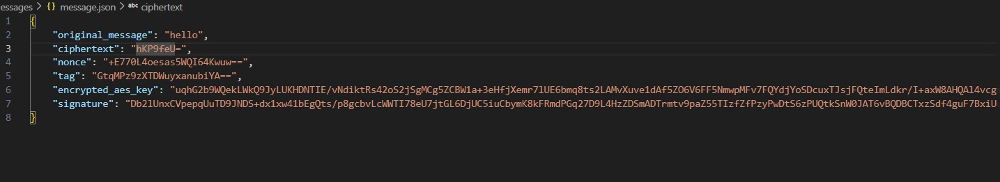 essages > {} message.json > abc ciphertext
1 {
2 "original_message": "hello",
3 "ciphertext": "hKP9feU=",
4 "nonce": "+E770L4oesas5WQI64Kwuw==",
5 "tag": "GtqMPz9zXTDWuyxanubiYA==",
6 "encrypted_aes_key": "uqhG2b9WQekLWkQ9JyLUKHDNTIE/vNdiktRs42oS2jSgMCg5ZCBW1a+3eHfjXemr7lUE6bmq8ts2LAMvXuve1dAf5ZO6V6FF5NmwpMFv7FQYdjYoSDcuxTJsjFQteImLdkr/I+axW8AHQAl4vcg
7 "signature": "Db2lUnxCVpepqUuTD9JNDS+dx1xw41bEgQts/p8gcbvLcWWTI78eU7jtGL6DjUC5iuCbymK8kFRmdPGq27D9L4HzZDSmADTrmtv9paZ55TIzfZfPzyPwDtS6zPUQtkSnW0JAT6vBQDBCTxzSdf4guF7BxiU
8 }